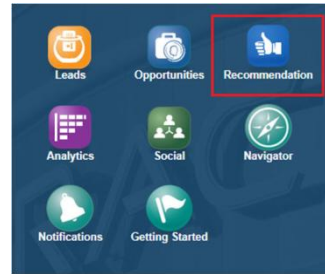 Leads Opportunities Recommendation
Analytics Social Navigator
Notifications Getting Started